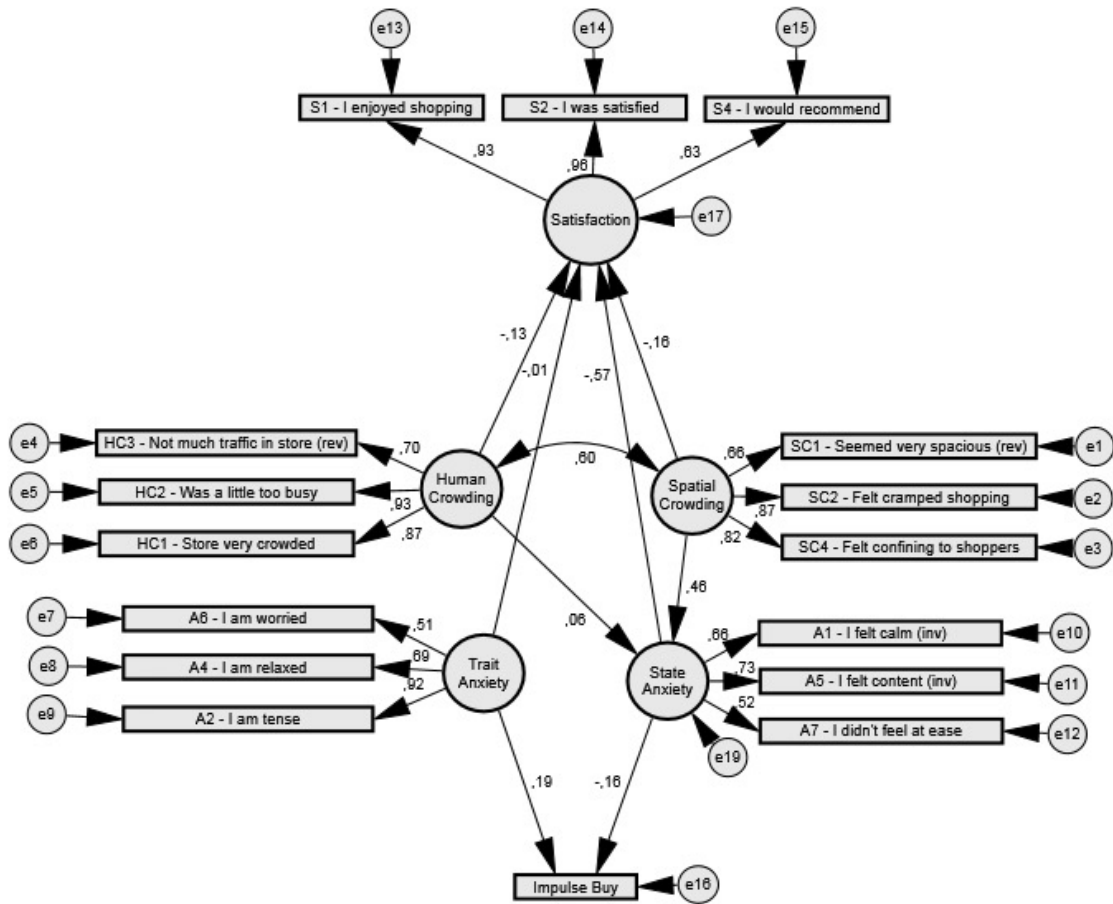 e13
e14
e15
S1 - I enjoyed shopping
S2 - I was satisfied
S4 - I would recommend
,93
,96
,63
Satisfaction
e17
-,13
-,01
-,57
-,16
e4
HC3 - Not much traffic in store (rev)
,70
e5
HC2 - Was a little too busy
,93
e6
HC1 - Store very crowded
,87
Human
Crowding
,60
Spatial
Crowding
,66
SC1 - Seemed very spacious (rev)
e1
,87
SC2 - Felt cramped shopping
e2
,82
SC4 - Felt confining to shoppers
e3
,06
,46
e7
A6 - I am worried
,51
e8
A4 - I am relaxed
,69
e9
A2 - I am tense
,92
Trait
Anxiety
State
Anxiety
,66
A1 - I felt calm (inv)
e10
,73
A5 - I felt content (inv)
e11
,52
A7 - I didn't feel at ease
e12
e19
,19
-,16
Impulse Buy
e16